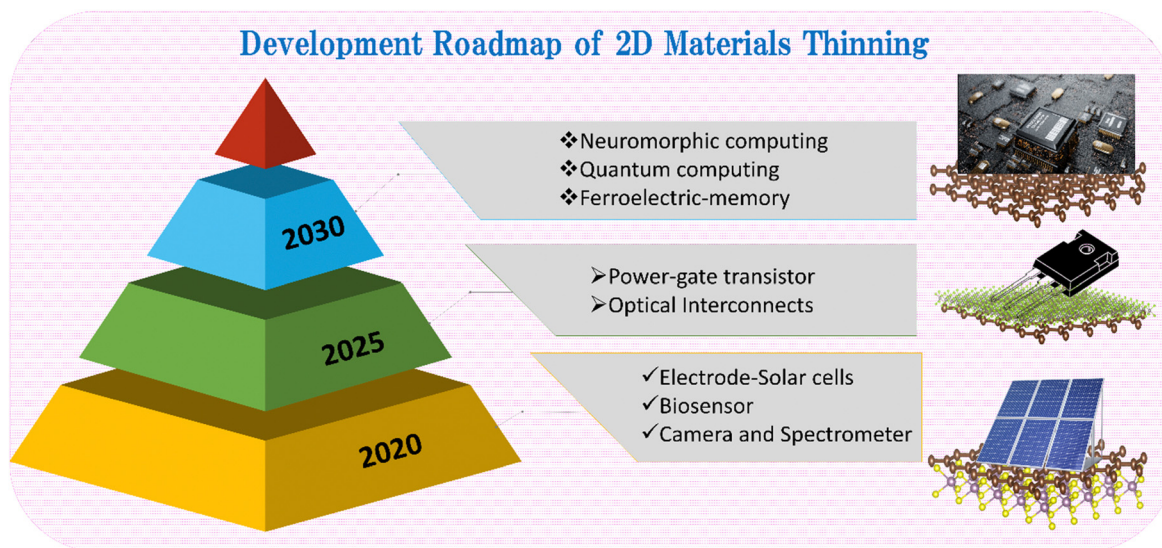 Development Roadmap of 2D Materials Thinning
2030
❖Neuromorphic computing
❖Quantum computing
❖Ferroelectric-memory
2025
➢Power-gate transistor
➢Optical Interconnects
2020
✓Electrode-Solar cells
✓Biosensor
✓Camera and Spectrometer